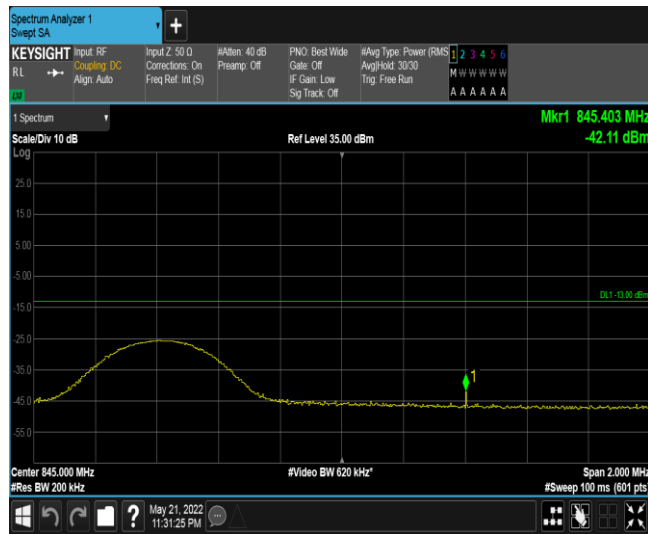 Spectrum Analyzer 1
Swept SA
+
KEYSIGHT
R L
LXI
Input: RF
Coupling: DC
Align: Auto
Input Z: 50 Ω
Corrections: On
Freq Ref: Int (S)
#Atten: 40 dB
Preamp: Off
PNO: Best Wide
Gate: Off
IF Gain: Low
Sig Track: Off
#Avg Type: Power (RMS
Avg|Hold: 30/30
Trig: Free Run
1 2 3 4 5 6
M W W W W W
A A A A A A
1 Spectrum
Scale/Div 10 dB
Log
Ref Level 35.00 dBm
Mkr1 845.403 MHz
-42.11 dBm
25.0
15.0
5.00
-5.00
-15.0
-25.0
-35.0
-45.0
-55.0
DL1 -13.00 dBm
1
Center 845.000 MHz
#Res BW 200 kHz
#Video BW 620 kHz*
Span 2.000 MHz
#Sweep 100 ms (601 pts)
?
May 21, 2022
11:31:25 PM